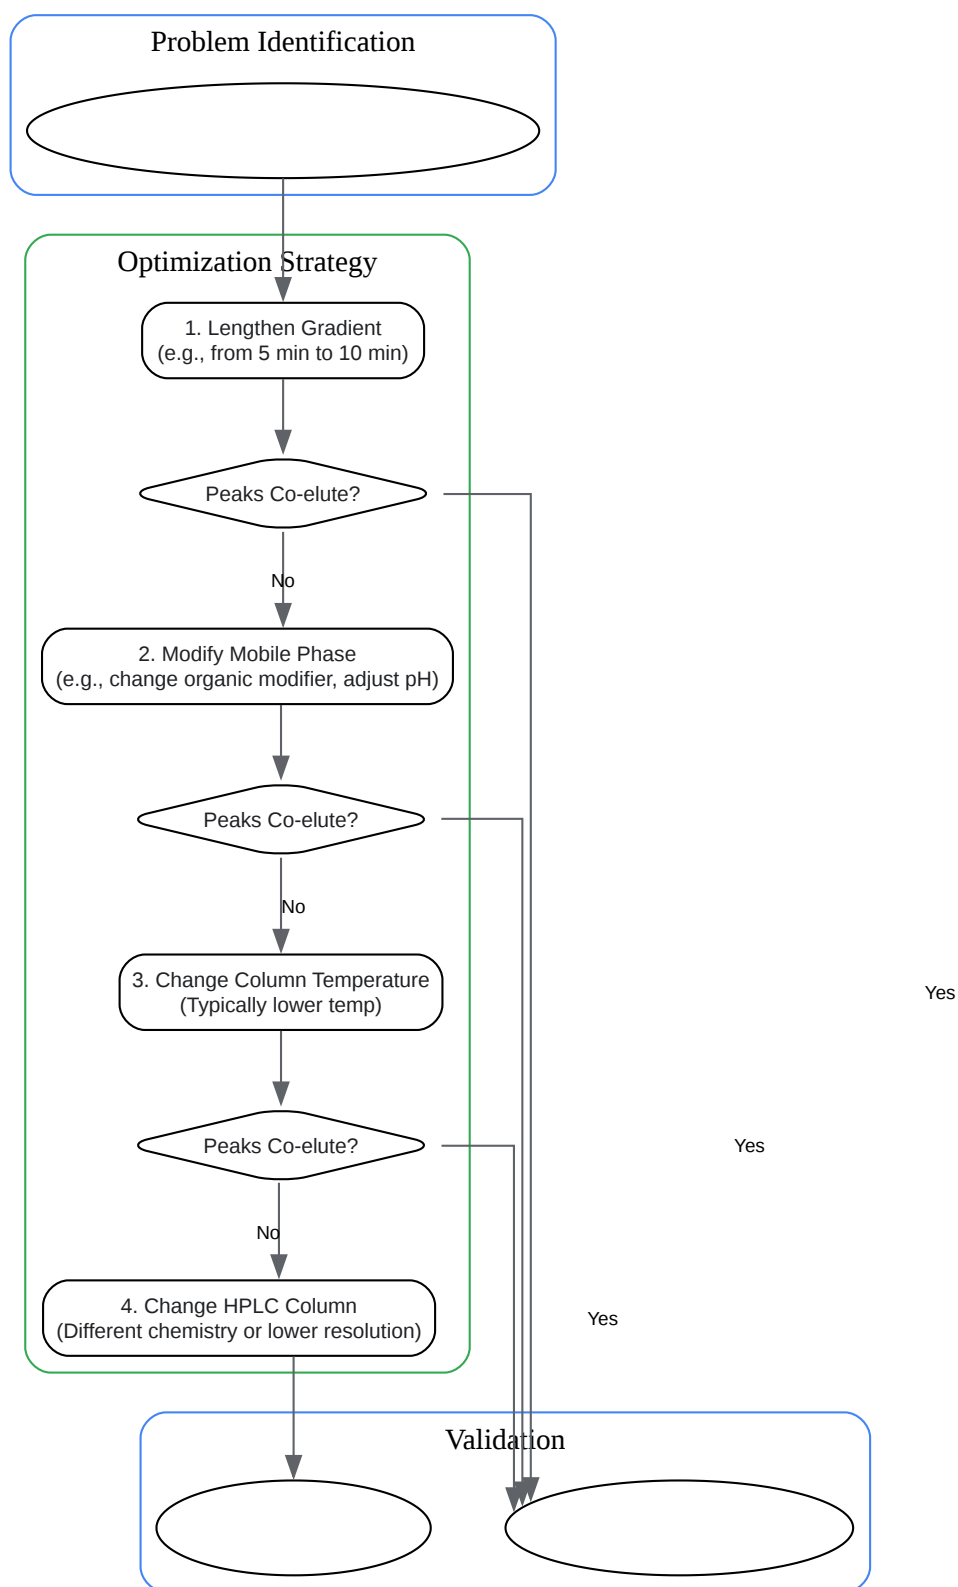 Problem Identification
Optimization Strategy
1. Lengthen Gradient
(e.g., from 5 min to 10 min)
Peaks Co-elute?
No
2. Modify Mobile Phase
(e.g., change organic modifier, adjust pH)
Peaks Co-elute?
No
3. Change Column Temperature
(Typically lower temp)
Yes
Peaks Co-elute?
Yes
No
4. Change HPLC Column
(Different chemistry or lower resolution)
Yes
Validation